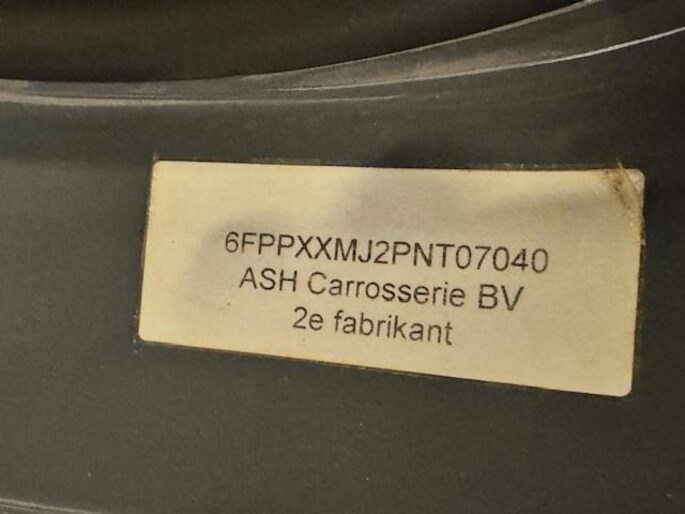 6FPPXXMJ2PNT07040
ASH Carrosserie BV
2e fabrikant